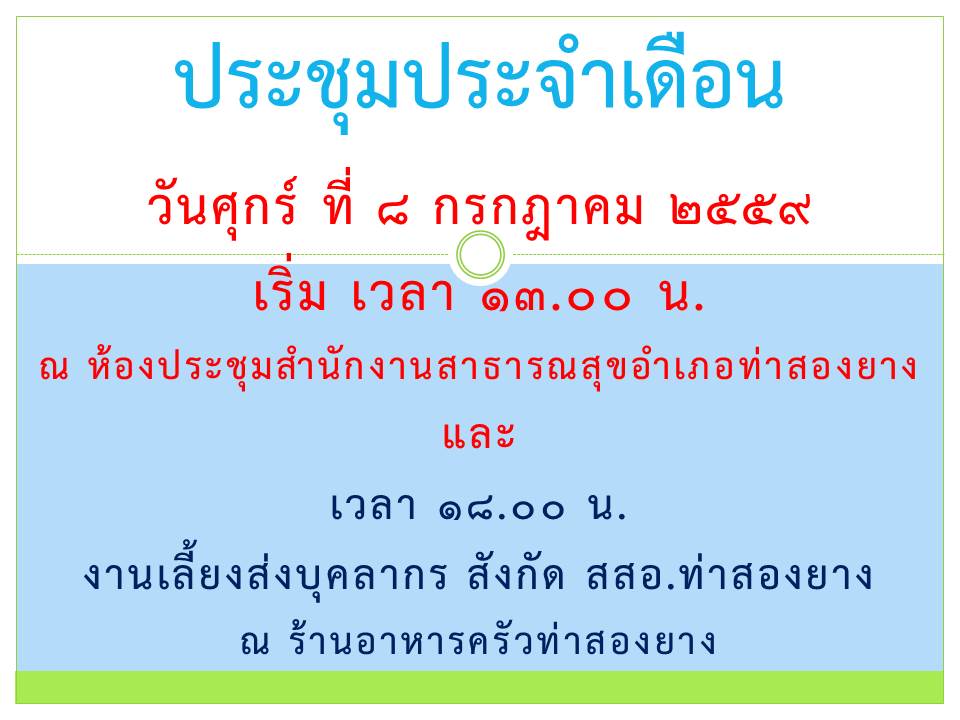 ประชุมประจำเดือน
วันศุกร์ ที่ ๘ กรกฎาคม ๒๕๕๙
เริ่ม เวลา ๑๓.๐๐ น.
ณ ห้องประชุมสำนักงานสาธารณสุขอำเภอท่าสองยาง
และ
เวลา ๑๘.๐๐ น.
งานเลี้ยงส่งบุคลากร สังกัด สสอ.ท่าสองยาง
ณ ร้านอาหารครัวท่าสองยาง